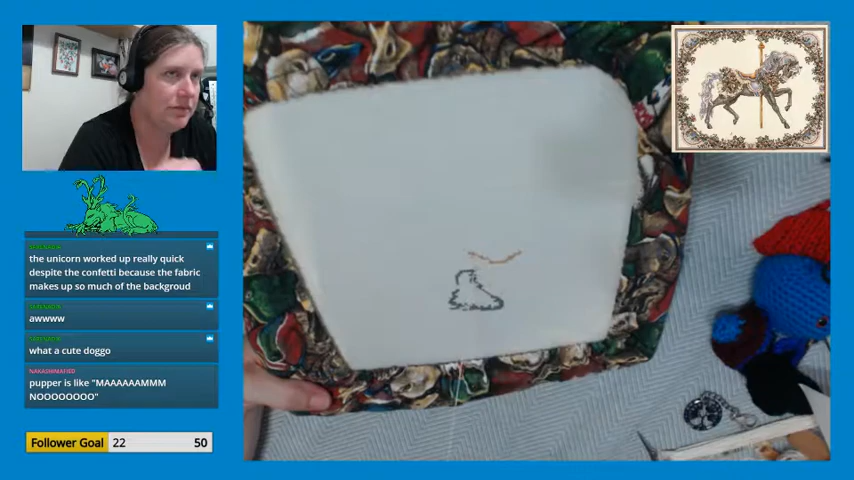 the unicorn worked up really quick
despite the confetti because the fabric
makes up so much of the backgroud
awwww
what a cute doggo
NAKASHIMAFIED
pupper is like "MAAAAAAMMM
NOOOOOOOO"
Follower Goal 22 50